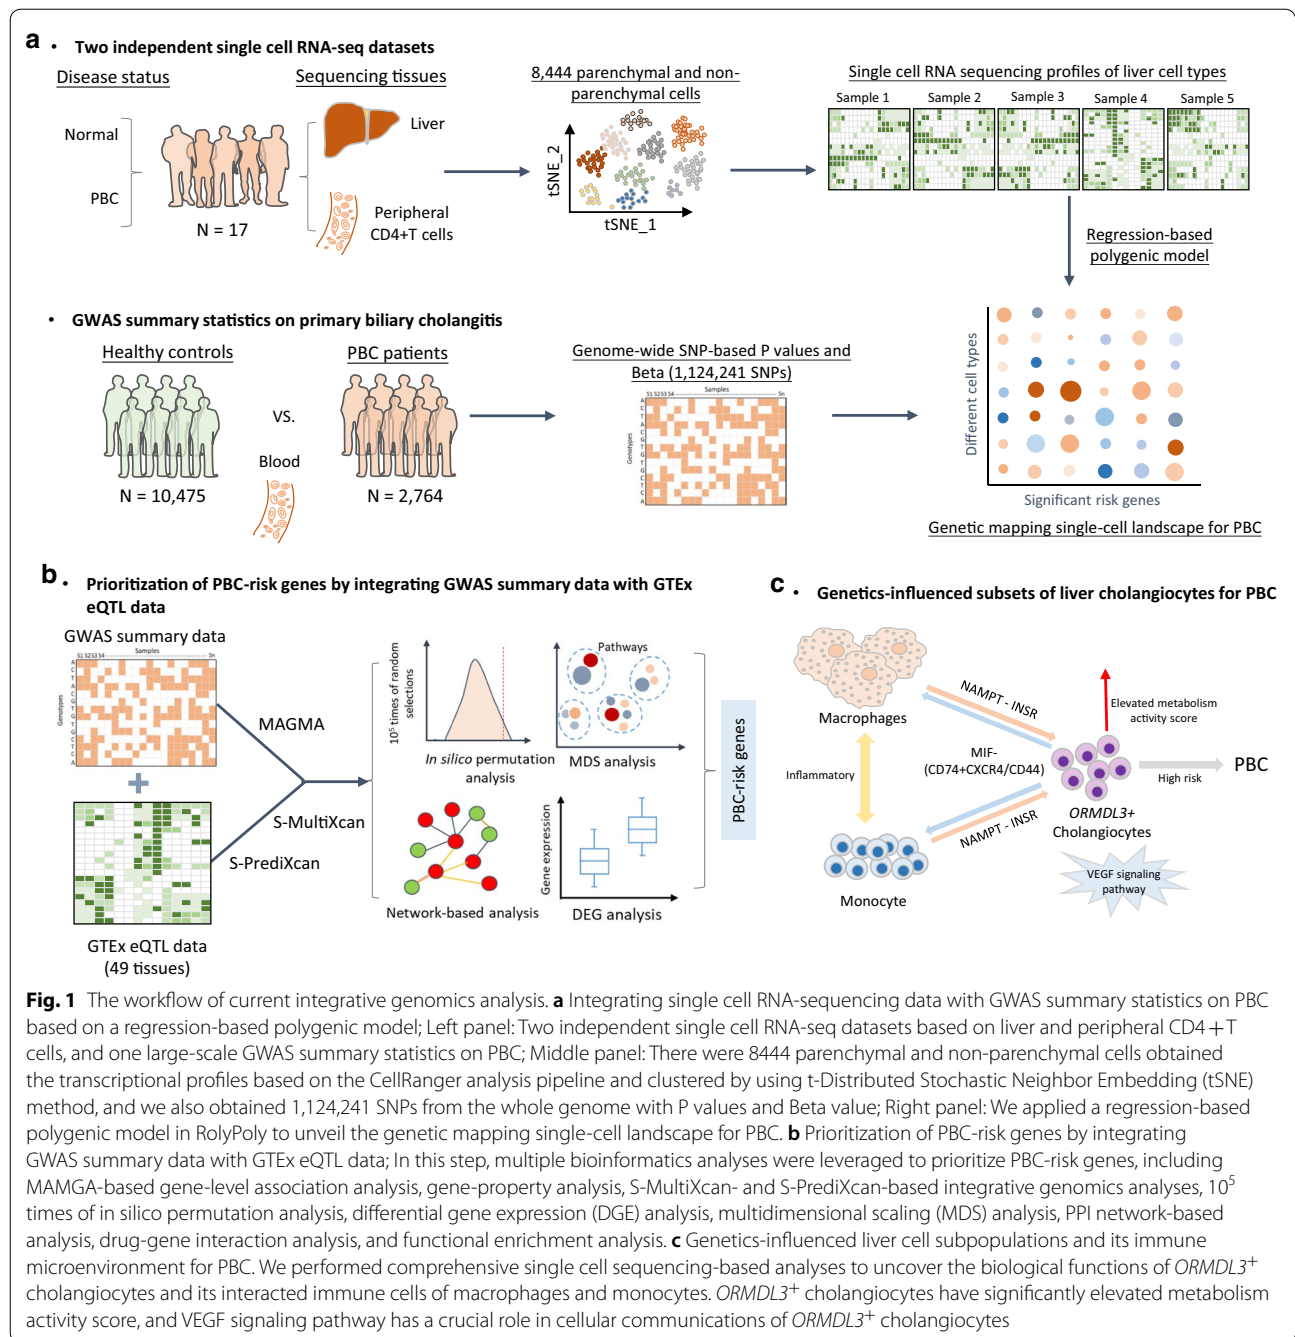 a • Two independent single cell RNA-seq datasets
Disease status
Sequencing tissues
8,444 parenchymal and non-
parenchymal cells
Single cell RNA sequencing profiles of liver cell types
Sample 1 Sample 2 Sample 3 Sample 4 Sample 5
Normal
PBC
N = 17
Liver
Peripheral
CD4+T cells
tSNE_2
tSNE_1
Regression-based
polygenic model
• GWAS summary statistics on primary biliary cholangitis
Healthy controls
PBC patients
VS.
Blood
N = 10,475
N = 2,764
Genome-wide SNP-based P values and
Beta (1,124,241 SNPs)
Samples
S1 S2 S3 S4 Sn
Genotypes
A
C
T
A
C
G
T
G
T
G
C
T
C
A
Different cell types
Significant risk genes
Genetic mapping single-cell landscape for PBC
b • Prioritization of PBC-risk genes by integrating GWAS summary data with GTEx
eQTL data
GWAS summary data
Samples
S1 S2 S3 S4 Sn
Genotypes
A
C
T
A
C
G
T
G
T
G
C
T
C
A
MAGMA
S-MultiXcan
S-PrediXcan
GTEx eQTL data
(49 tissues)
10⁵ times of random
selections
In silico permutation
analysis
Pathways
MDS analysis
Network-based analysis
Gene expression
DEG analysis
PBC-risk genes
c • Genetics-influenced subsets of liver cholangiocytes for PBC
Macrophages
NAMPT - INSR
Elevated metabolism
activity score
Inflammatory
MIF-
(CD74+CXCR4/CD44)
High risk
PBC
NAMPT - INSR
ORMDL3+
Cholangiocytes
Monocyte
VEGF signaling
pathway
Fig. 1 The workflow of current integrative genomics analysis. a Integrating single cell RNA-sequencing data with GWAS summary statistics on PBC
based on a regression-based polygenic model; Left panel: Two independent single cell RNA-seq datasets based on liver and peripheral CD4 + T
cells, and one large-scale GWAS summary statistics on PBC; Middle panel: There were 8444 parenchymal and non-parenchymal cells obtained
the transcriptional profiles based on the CellRanger analysis pipeline and clustered by using t-Distributed Stochastic Neighbor Embedding (tSNE)
method, and we also obtained 1,124,241 SNPs from the whole genome with P values and Beta value; Right panel: We applied a regression-based
polygenic model in RolyPoly to unveil the genetic mapping single-cell landscape for PBC. b Prioritization of PBC-risk genes by integrating
GWAS summary data with GTEx eQTL data; In this step, multiple bioinformatics analyses were leveraged to prioritize PBC-risk genes, including
MAMGA-based gene-level association analysis, gene-property analysis, S-MultiXcan- and S-PrediXcan-based integrative genomics analyses, 10⁵
times of in silico permutation analysis, differential gene expression (DGE) analysis, multidimensional scaling (MDS) analysis, PPI network-based
analysis, drug-gene interaction analysis, and functional enrichment analysis. c Genetics-influenced liver cell subpopulations and its immune
microenvironment for PBC. We performed comprehensive single cell sequencing-based analyses to uncover the biological functions of ORMDL3⁺
cholangiocytes and its interacted immune cells of macrophages and monocytes. ORMDL3⁺ cholangiocytes have significantly elevated metabolism
activity score, and VEGF signaling pathway has a crucial role in cellular communications of ORMDL3⁺ cholangiocytes